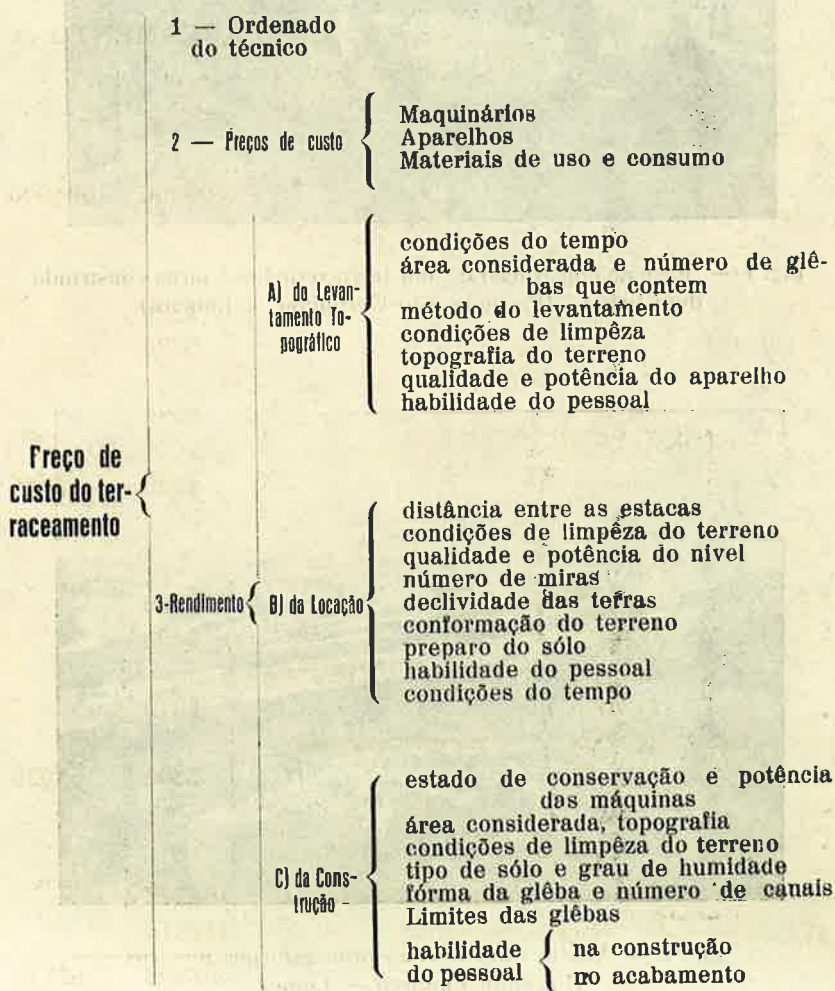 1 — Ordenado
do técnico
2 — Preços de custo
Maquinários
Aparelhos
Materiais de uso e consumo
A) do Levan-
tamento To-
pográfico
condições do tempo
área considerada e número de glê-
bas que contem
método do levantamento
condições de limpêza
topografia do terreno
qualidade e potência do aparelho
habilidade do pessoal
Preço de
custo do ter-
raceamento
3-Rendimento
B) da Locação
distância entre as estacas
condições de limpêza do terreno
qualidade e potência do nivel
número de miras
declividade das terras
conformação do terreno
preparo do sólo
habilidade do pessoal
condições do tempo
C) da Cons-
trução -
estado de conservação e potência
das máquinas
área considerada, topografia
condições de limpêza do terreno
tipo de sólo e grau de humidade
fórma da glêba e número de canais
Limites das glêbas
habilidade
do pessoal
na construção
no acabamento